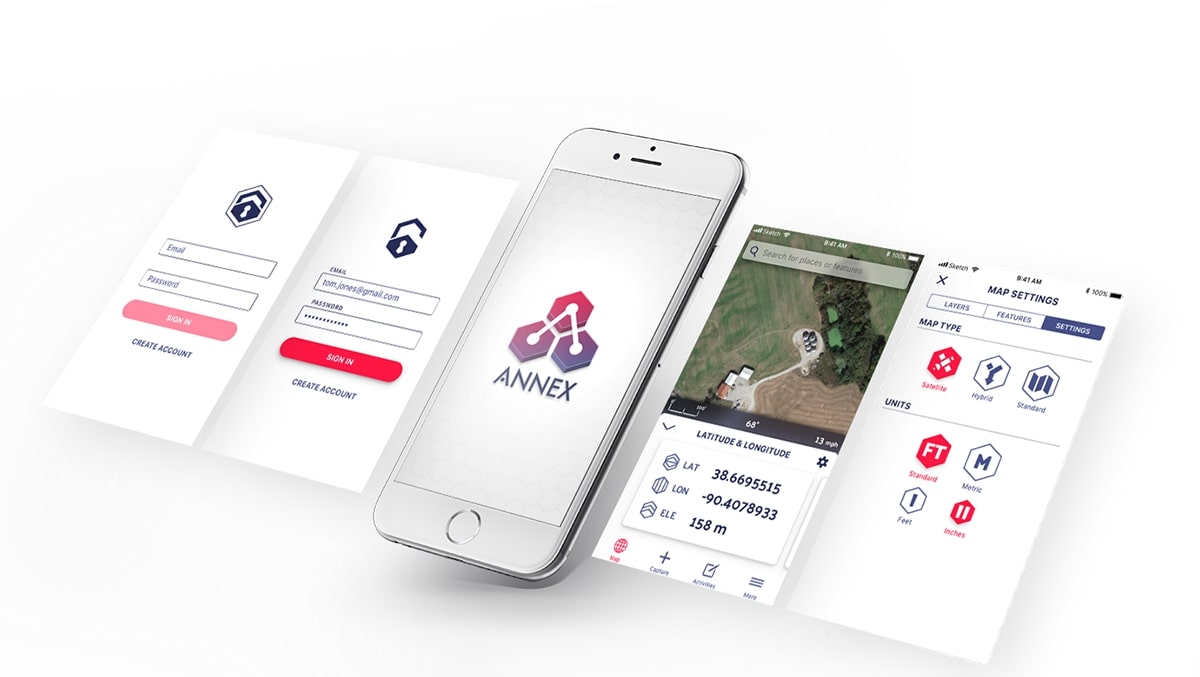 Email
Password
SIGN IN
CREATE ACCOUNT
EMAIL
tom.jones@gmail.com
PASSWORD
••••••••••••
SIGN IN
CREATE ACCOUNT
ANNEX
Sketch 9:41 AM 100%
Search for places or features
100'
68°
13 mph
LATITUDE & LONGITUDE
LAT 38.6695515
LON -90.4078933
ELE 158 m
Map
Capture
Activities
More
Sketch 9:41 AM 100%
MAP SETTINGS
LAYERS FEATURES SETTINGS
MAP TYPE
Satellite Hybrid Standard
UNITS
FT M
Standard Metric
Feet Inches